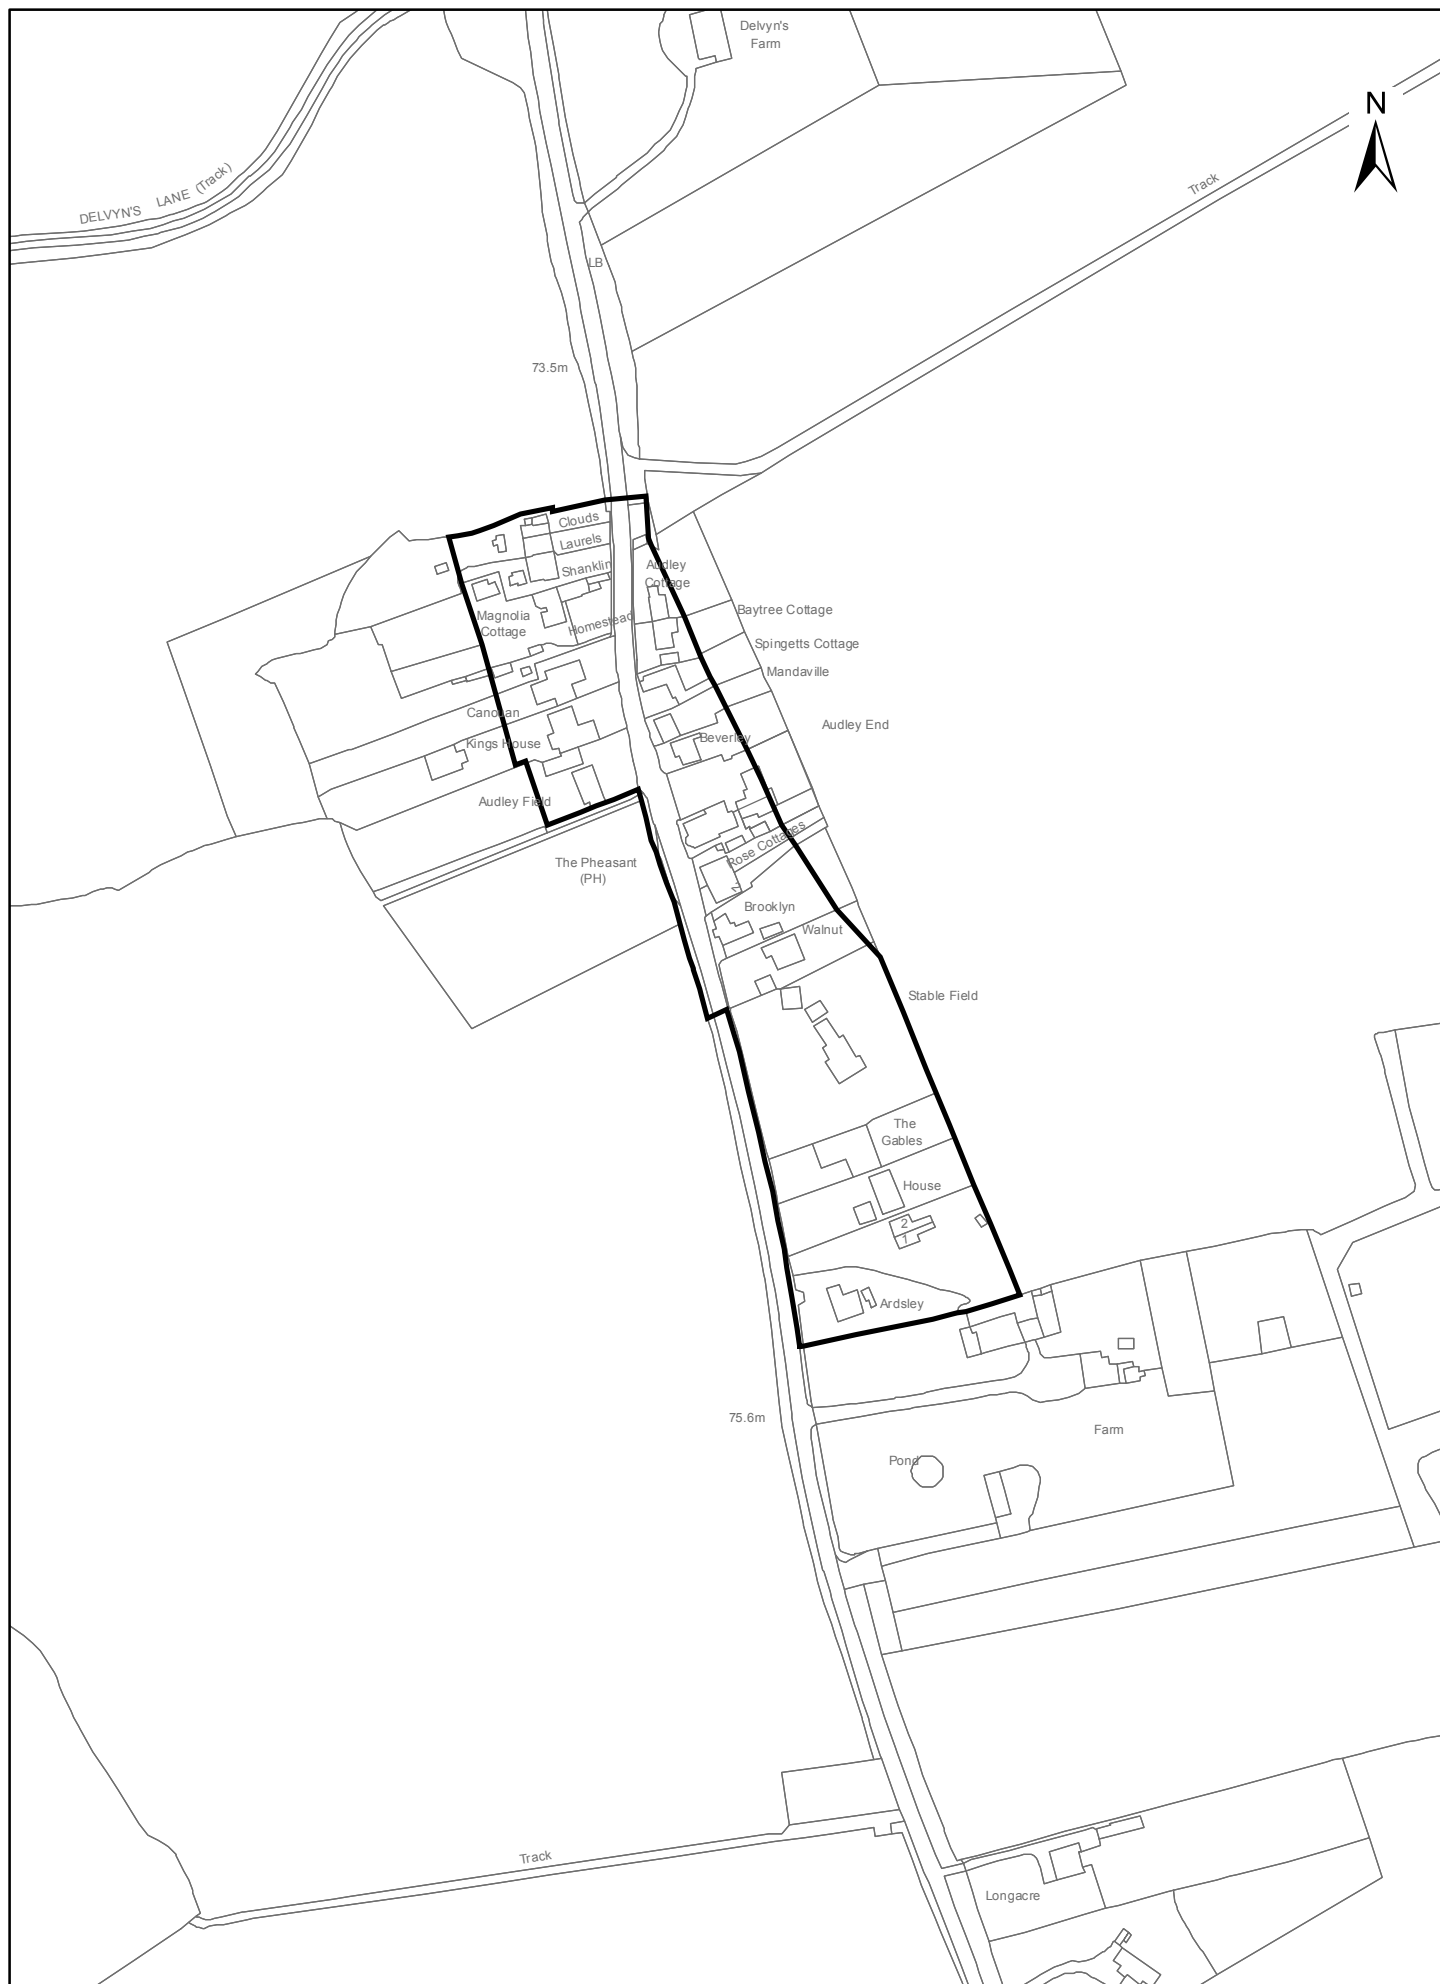 Delvyn's
Farm
N
DELVYN'S LANE (Track)
Track
LB
73.5m
Clouds
Laurels
Shanklin
Audley
Cottage
Magnolia
Cottage
Homestead
Baytree Cottage
Spingetts Cottage
Mandaville
Canouan
Audley End
Kings House
Beverley
Audley Field
Rose Cottages
The Pheasant
(PH)
2
Brooklyn
Walnut
Stable Field
The
Gables
House
2
1
Ardsley
75.6m
Farm
Pond
Track
Longacre